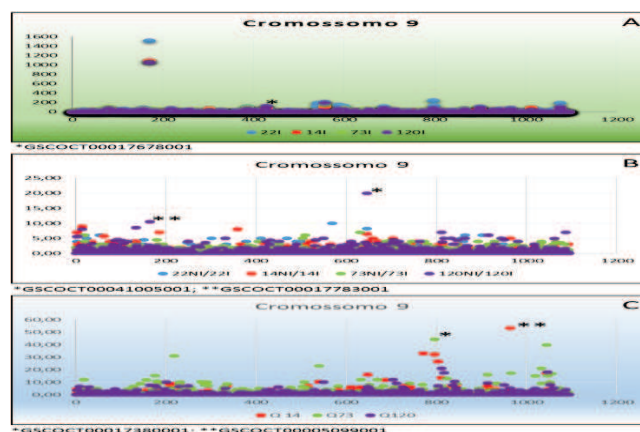 Cromossomo 9
A
1600
1400
1200
1000
800
600
400
200
0
*
0 200 400 600 800 1000 1200
22I 14I 73I 120I
*GSCOCT00017678001
Cromossomo 9
B
25,00
20,00
15,00
10,00
5,00
0,00
*
* *
0 200 400 600 800 1000 1200
22NI/22I 14NI/14I 73NI/73I 120NI/120I
*GSCOCT00041005001; **GSCOCT00017783001
Cromossomo 9
C
60,00
50,00
40,00
30,00
20,00
10,00
0,00
*
* *
0 200 400 600 800 1000 1200
Q 14 Q73 Q120
*GSCOCT00017380001; **GSCOCT00005099001